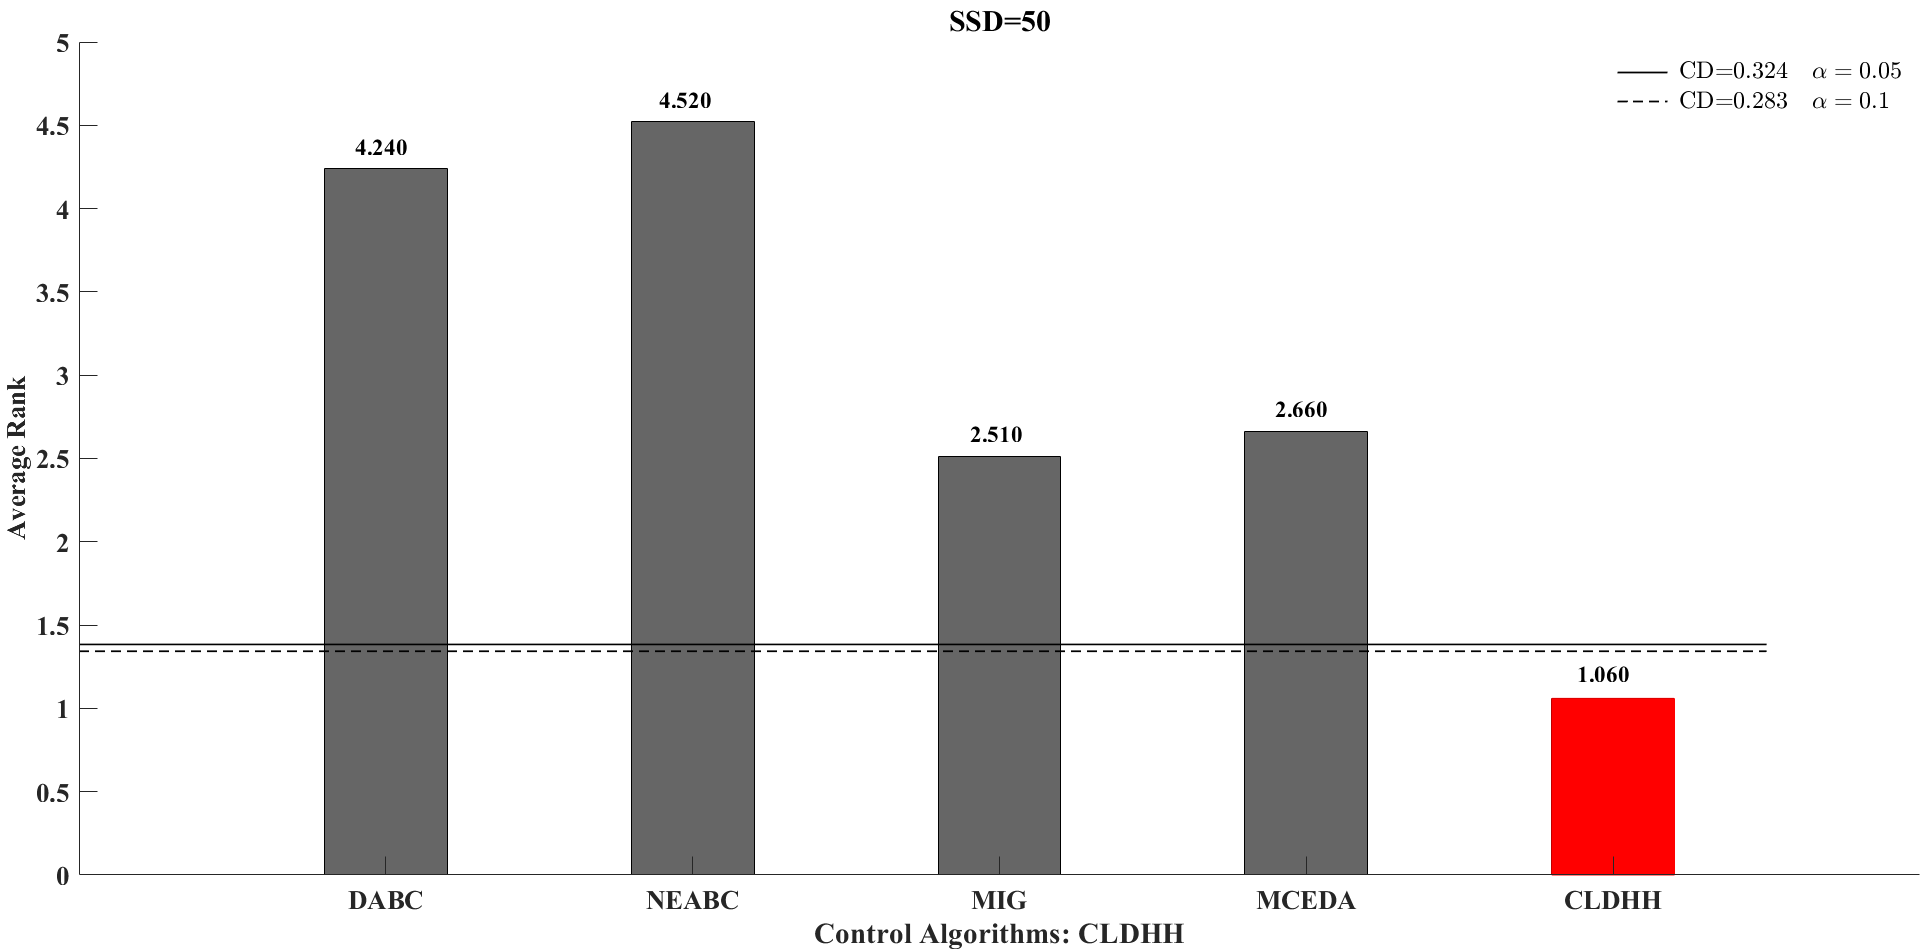 SSD=50
CD=0.324 α = 0.05
CD=0.283 α = 0.1
Average Rank
5
4.5
4
3.5
3
2.5
2
1.5
1
0.5
0
4.240
4.520
2.510
2.660
1.060
DABC NEABC MIG MCEDA CLDHH
Control Algorithms: CLDHH